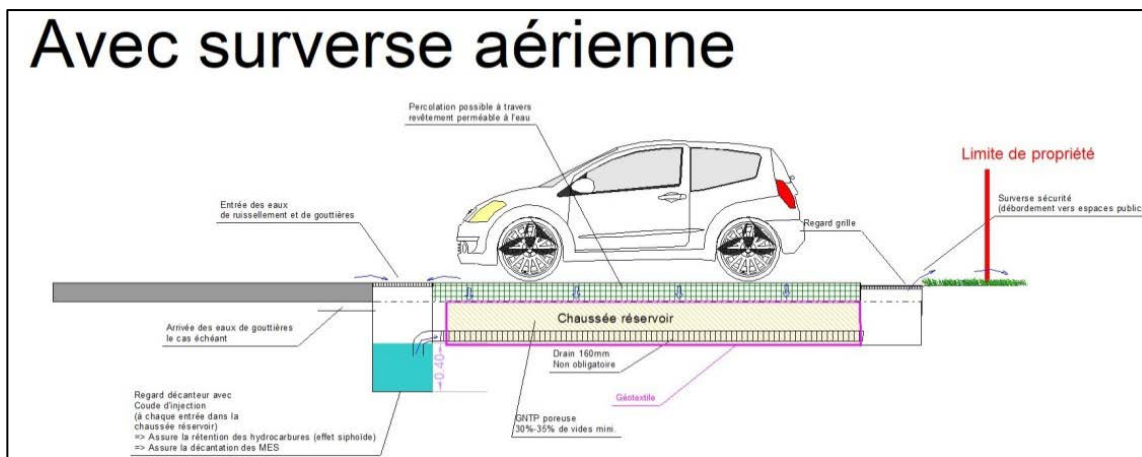 Avec surverse aérienne
Percolation possible à travers
revêtement perméable à l'eau
Limite de propriété
Entrée des eaux
de ruissellement et de gouttières
Surverse sécurité
(débordement vers espaces public
Regard grille
Chaussée réservoir
Arrivée des eaux de gouttières
le cas échéant
Drain 160mm
Non obligatoire
0.40
Géotextile
Regard décanteur avec
Coude d'injection
(à chaque entrée dans la
chaussée réservoir)
=> Assure la rétention des hydrocarbures (effet siphoïde)
=> Assure la décantation des MES
GNTP poreuse
30%-35% de vides mini.